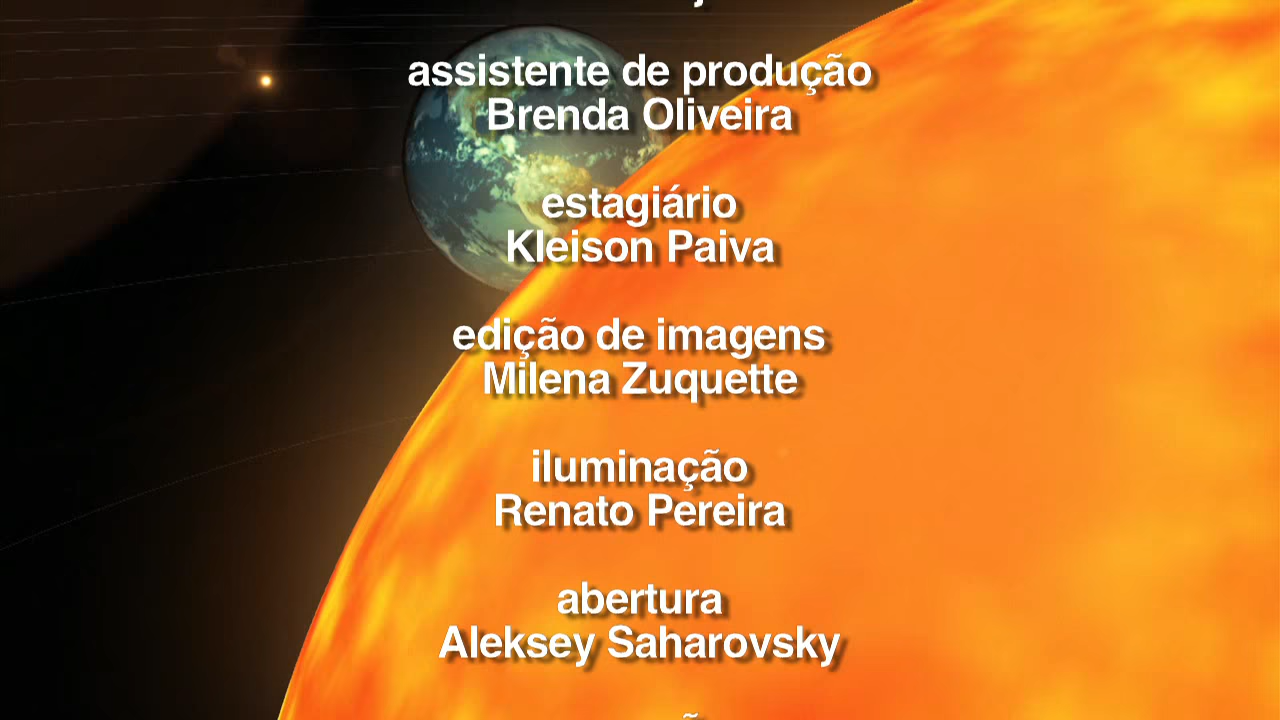 assistente de produção
Brenda Oliveira
estagiário
Kleison Paiva
edição de imagens
Milena Zuquette
iluminação
Renato Pereira
abertura
Aleksey Saharovsky